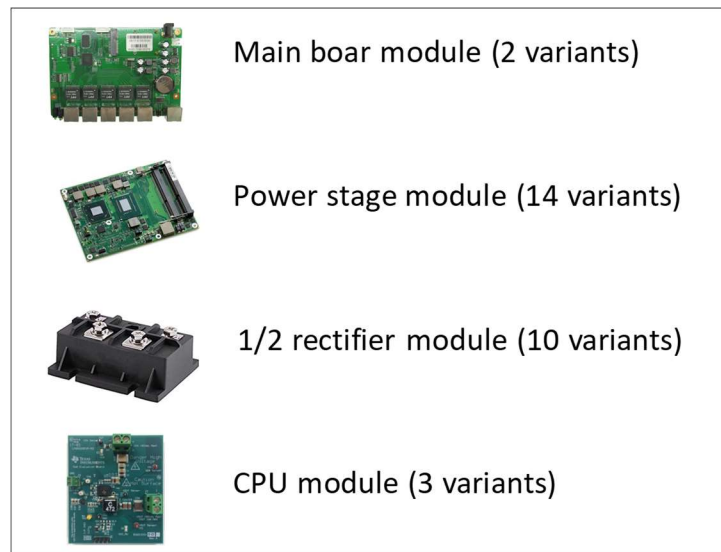 Main boar module (2 variants)
Power stage module (14 variants)
1/2 rectifier module (10 variants)
CPU module (3 variants)